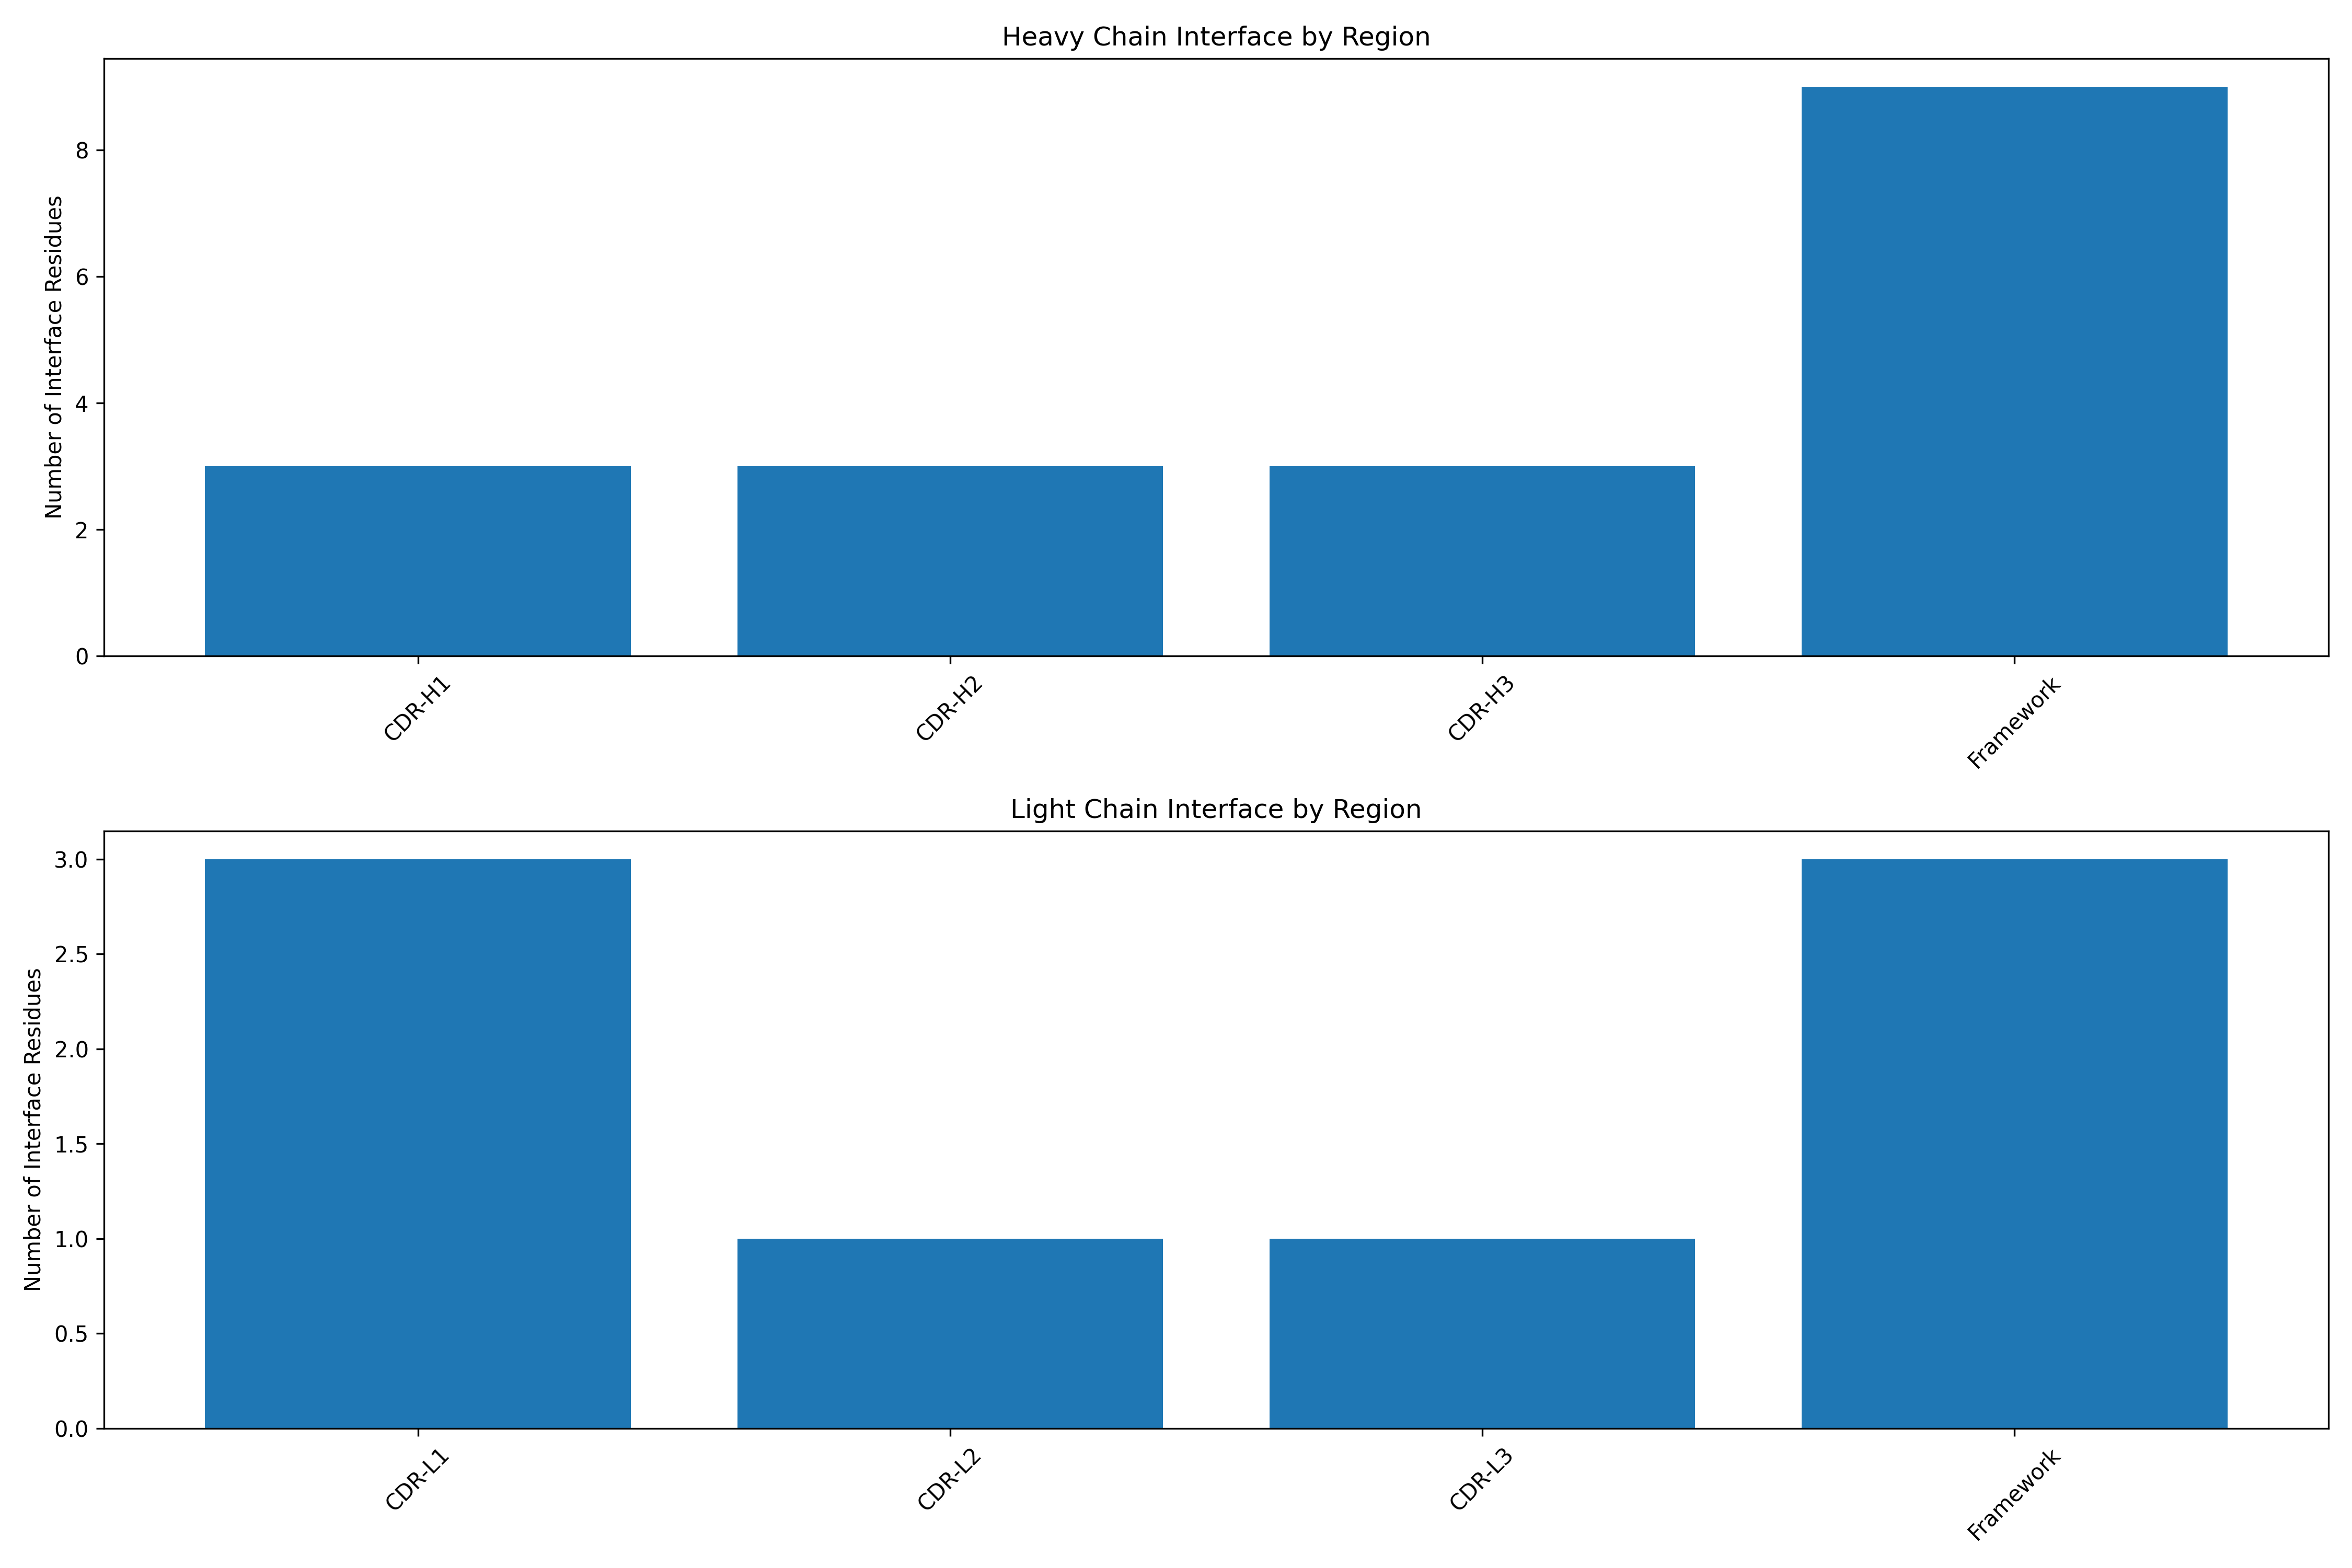 Heavy Chain Interface by Region
Number of Interface Residues
8
6
4
2
0
CDR-H1
CDR-H2
CDR-H3
Framework
Light Chain Interface by Region
Number of Interface Residues
3.0
2.5
2.0
1.5
1.0
0.5
0.0
CDR-L1
CDR-L2
CDR-L3
Framework